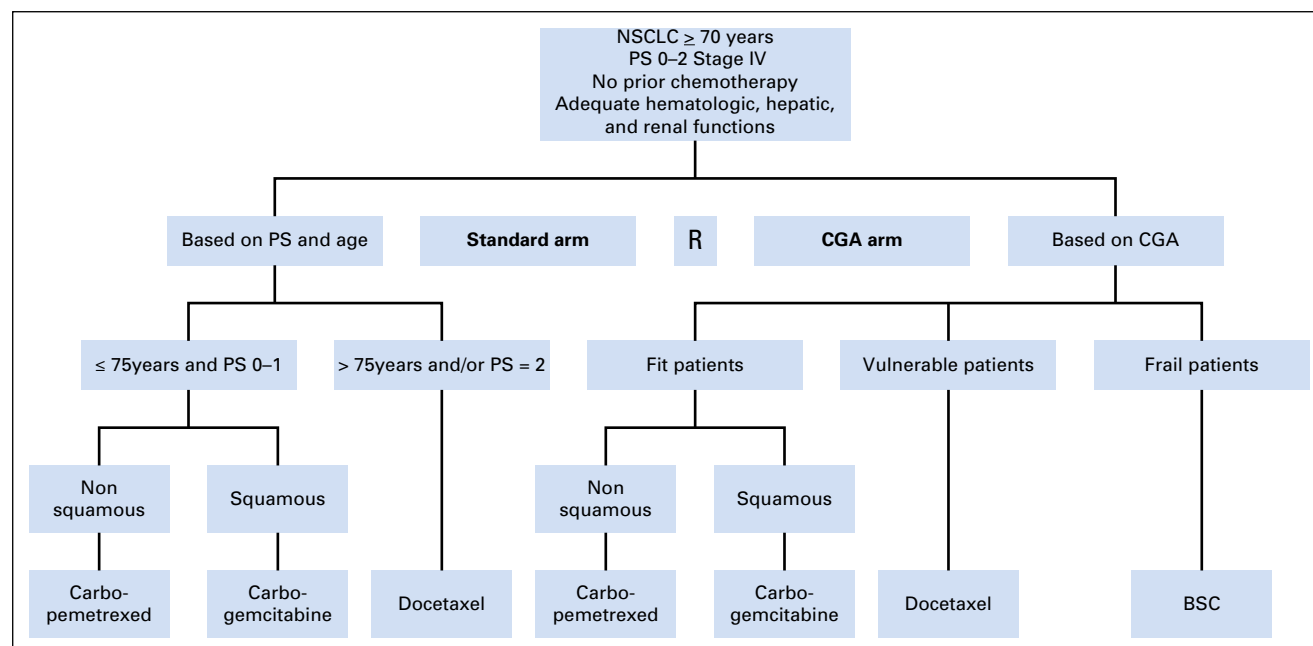 NSCLC ≥ 70 years
PS 0–2 Stage IV
No prior chemotherapy
Adequate hematologic, hepatic,
and renal functions
Based on PS and age
Standard arm
R
CGA arm
Based on CGA
≤ 75years and PS 0–1
> 75years and/or PS = 2
Fit patients
Vulnerable patients
Frail patients
Non
squamous
Squamous
Non
squamous
Squamous
Carbo-
pemetrexed
Carbo-
gemcitabine
Docetaxel
Carbo-
pemetrexed
Carbo-
gemcitabine
Docetaxel
BSC